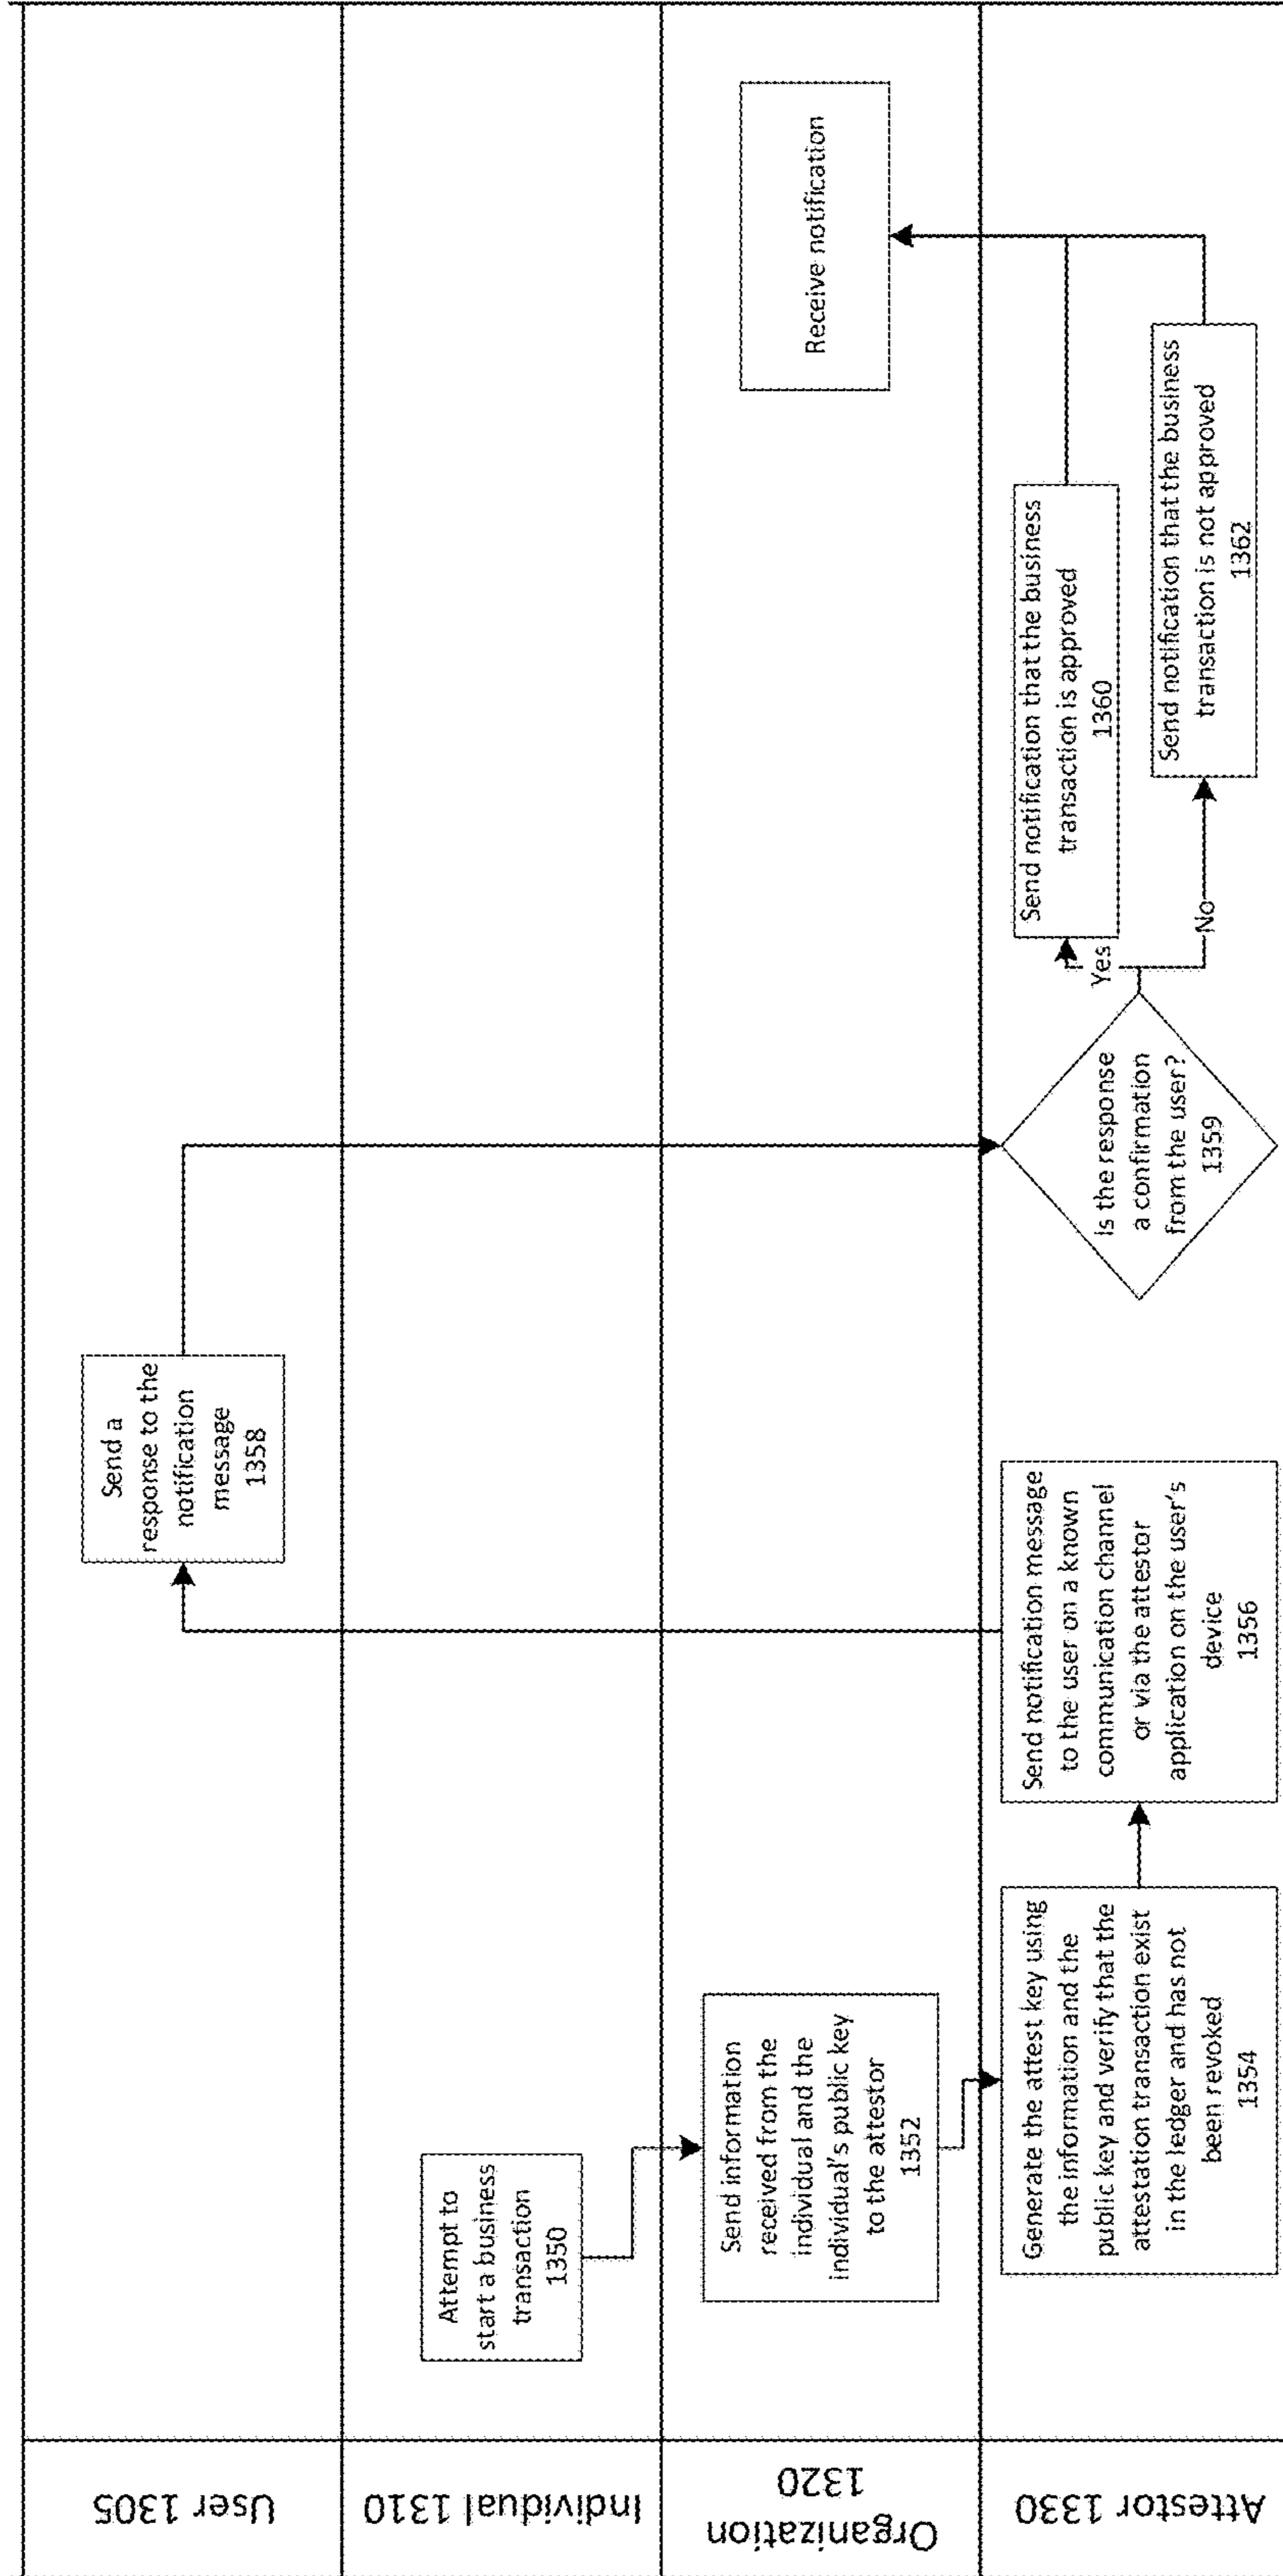 User 1305
Individual 1310
Organization
1320
Attestor 1330
Attempt to
start a business
transaction
1350
Send information
received from the
individual and the
individual's public key
to the attestor
1352
Generate the attest key using
the information and the
public key and verify that the
attestation transaction exist
in the ledger and has not
been revoked
1354
Send notification message
to the user on a known
communication channel
or via the attestor
application on the user's
device
1356
Send a
response to the
notification
message
1358
Is the response
a confirmation
from the user?
1359
Yes
No
Send notification that the business
transaction is approved
1360
Send notification that the business
transaction is not approved
1362
Receive notification